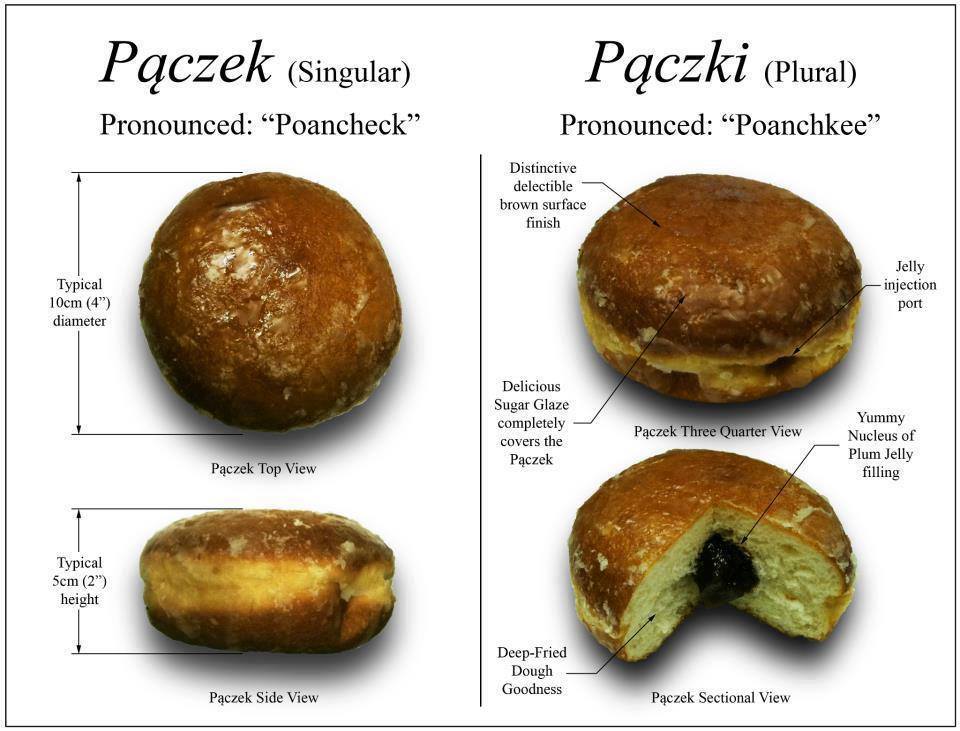 Pączek (Singular)
Pronounced: “Poancheck”
Typical
10cm (4”)
diameter
Pączek Top View
Typical
5cm (2”)
height
Pączek Side View
Pączki (Plural)
Pronounced: “Poanchkee”
Distinctive
delectible
brown surface
finish
Jelly
injection
port
Delicious
Sugar Glaze
completely
covers the
Pączek
Pączek Three Quarter View
Yummy
Nucleus of
Plum Jelly
filling
Deep-Fried
Dough
Goodness
Pączek Sectional View